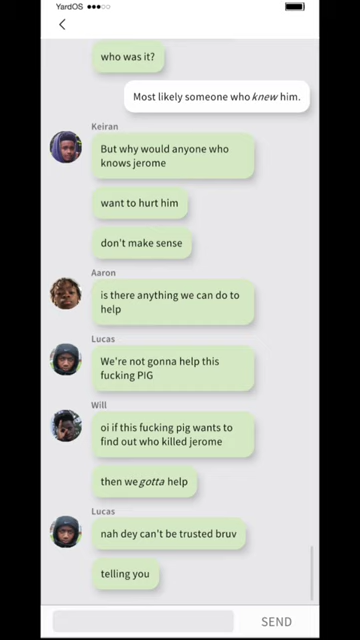 YardOS
who was it?
Most likely someone who knew him.
Keiran
But why would anyone who
knows jerome
want to hurt him
don't make sense
Aaron
is there anything we can do to
help
Lucas
We're not gonna help this
fucking PIG
Will
oi if this fucking pig wants to
find out who killed jerome
then we gotta help
Lucas
nah dey can't be trusted bruv
telling you
SEND